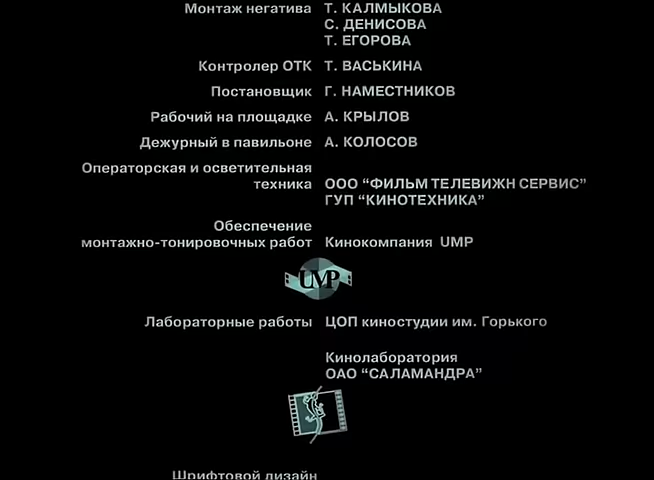 Монтаж негатива Т. КАЛМЫКОВА
С. ДЕНИСОВА
Т. ЕГОРОВА
Контролер ОТК Т. ВАСЬКИНА
Постановщик Г. НАМЕСТНИКОВ
Рабочий на площадке А. КРЫЛОВ
Дежурный в павильоне А. КОЛОСОВ
Операторская и осветительная
техника ООО “ФИЛЬМ ТЕЛЕВИЖН СЕРВИС”
ГУП “КИНОТЕХНИКА”
Обеспечение
монтажно-тонировочных работ Кинокомпания UMP
UMP
Лабораторные работы ЦОП киностудии им. Горького
Кинолаборатория
ОАО “САЛАМАНДРА”
Шрифтовой дизайн